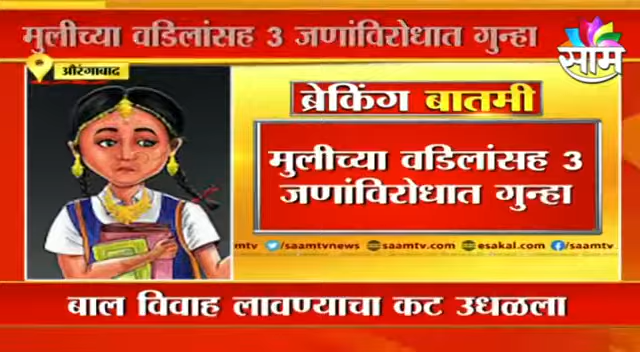 मुलीच्या वडिलांसह 3 जणांविरोधात गुन्हा
साम
औरंगाबाद
ब्रेकिंग बातमी
मुलीच्या वडिलांसह 3
जणांविरोधात गुन्हा
amtv /saamtvnews saamtv.com esakal.com /saamtv
बाल विवाह लावण्याचा कट उधळला